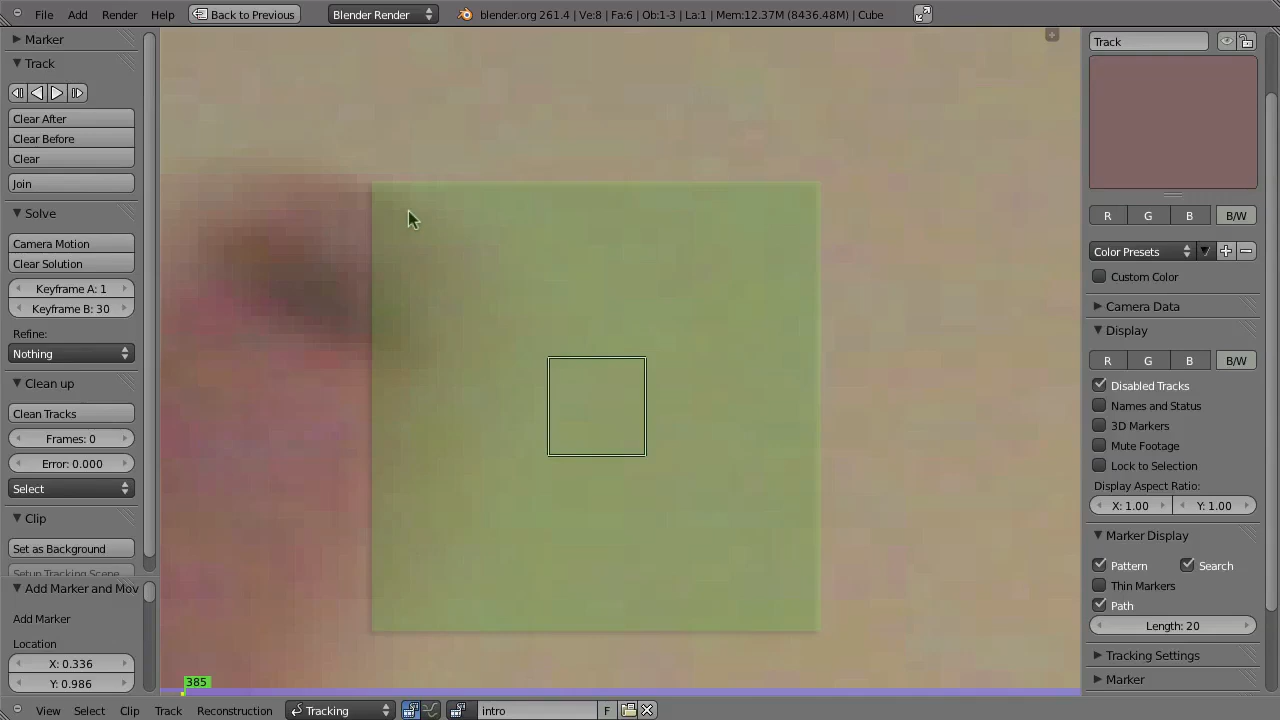 File Add Render Help Back to Previous Blender Render blender.org 261.4 | Ve:8 | Fa:6 | Ob:1-3 | La:1 | Mem:12.37M (8436.48M) | Cube
Marker
Track
Clear After
Clear Before
Clear
Join
Solve
Camera Motion
Clear Solution
Keyframe A: 1
Keyframe B: 30
Refine:
Nothing
Clean up
Clean Tracks
Frames: 0
Error: 0.000
Select
Clip
Set as Background
Setup Tracking Scene
Add Marker and Mov
Add Marker
Location
X: 0.336
Y: 0.986
385
Track
R G B B/W
Color Presets
Custom Color
Camera Data
Display
R G B B/W
Disabled Tracks
Names and Status
3D Markers
Mute Footage
Lock to Selection
Display Aspect Ratio:
X: 1.00 Y: 1.00
Marker Display
Pattern Search
Thin Markers
Path
Length: 20
Tracking Settings
Marker
View Select Clip Track Reconstruction Tracking intro F